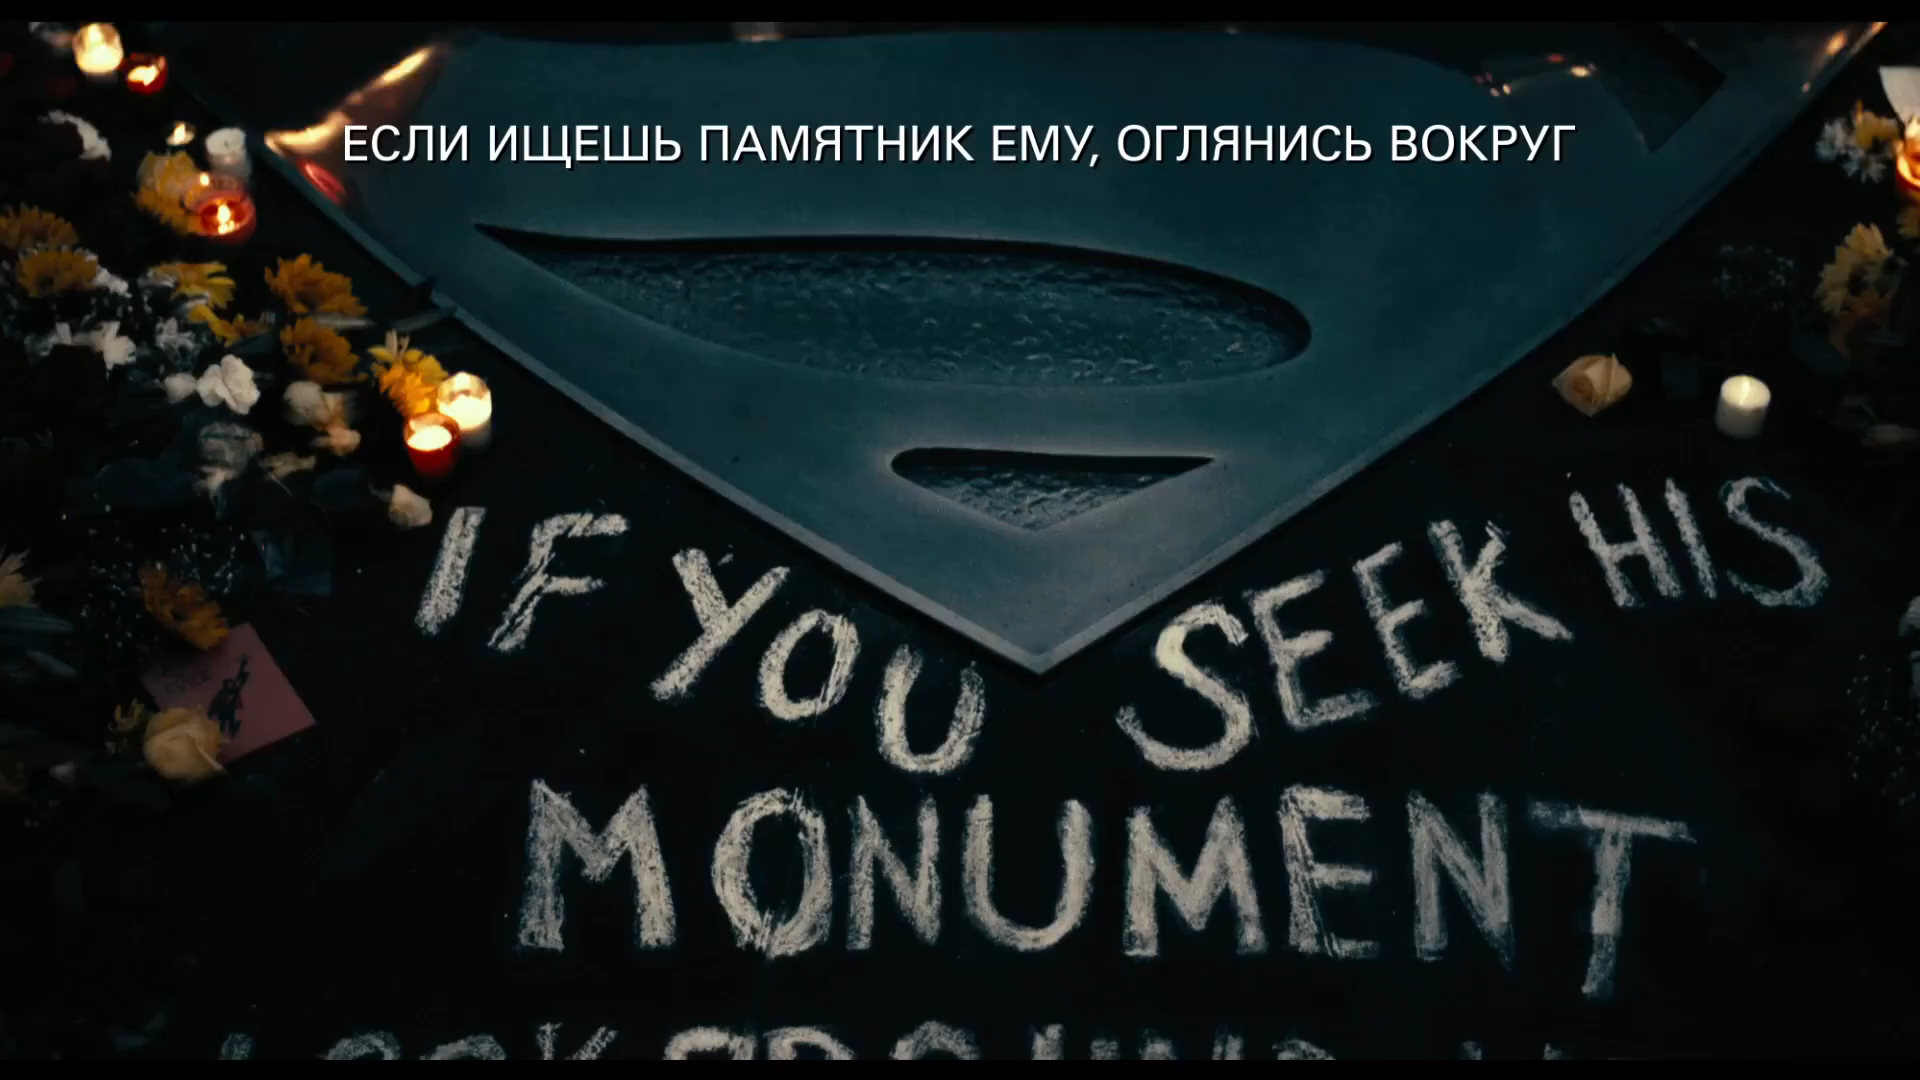 ЕСЛИ ИЩЕШЬ ПАМЯТНИК ЕМУ, ОГЛЯНИСЬ ВОКРУГ
IF YOU SEEK HIS
MONUMENT